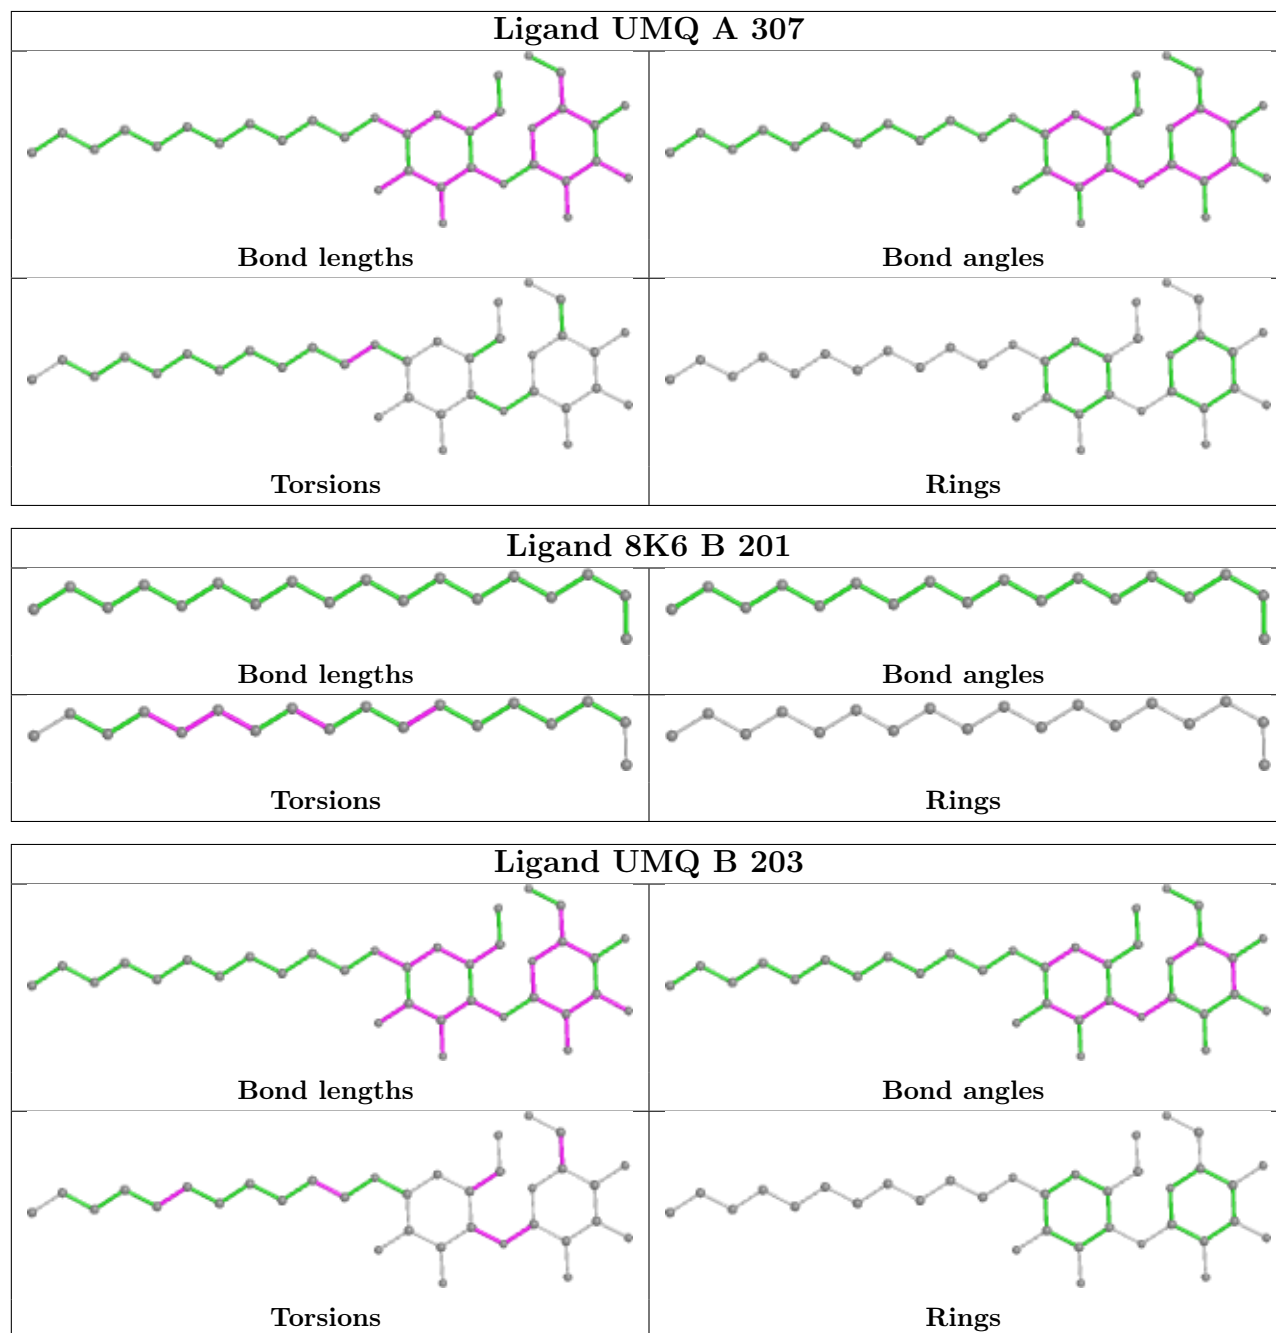 Ligand UMQ A 307
Bond lengths
Bond angles
Torsions
Rings
Ligand 8K6 B 201
Bond lengths
Bond angles
Torsions
Rings
Ligand UMQ B 203
Bond lengths
Bond angles
Torsions
Rings